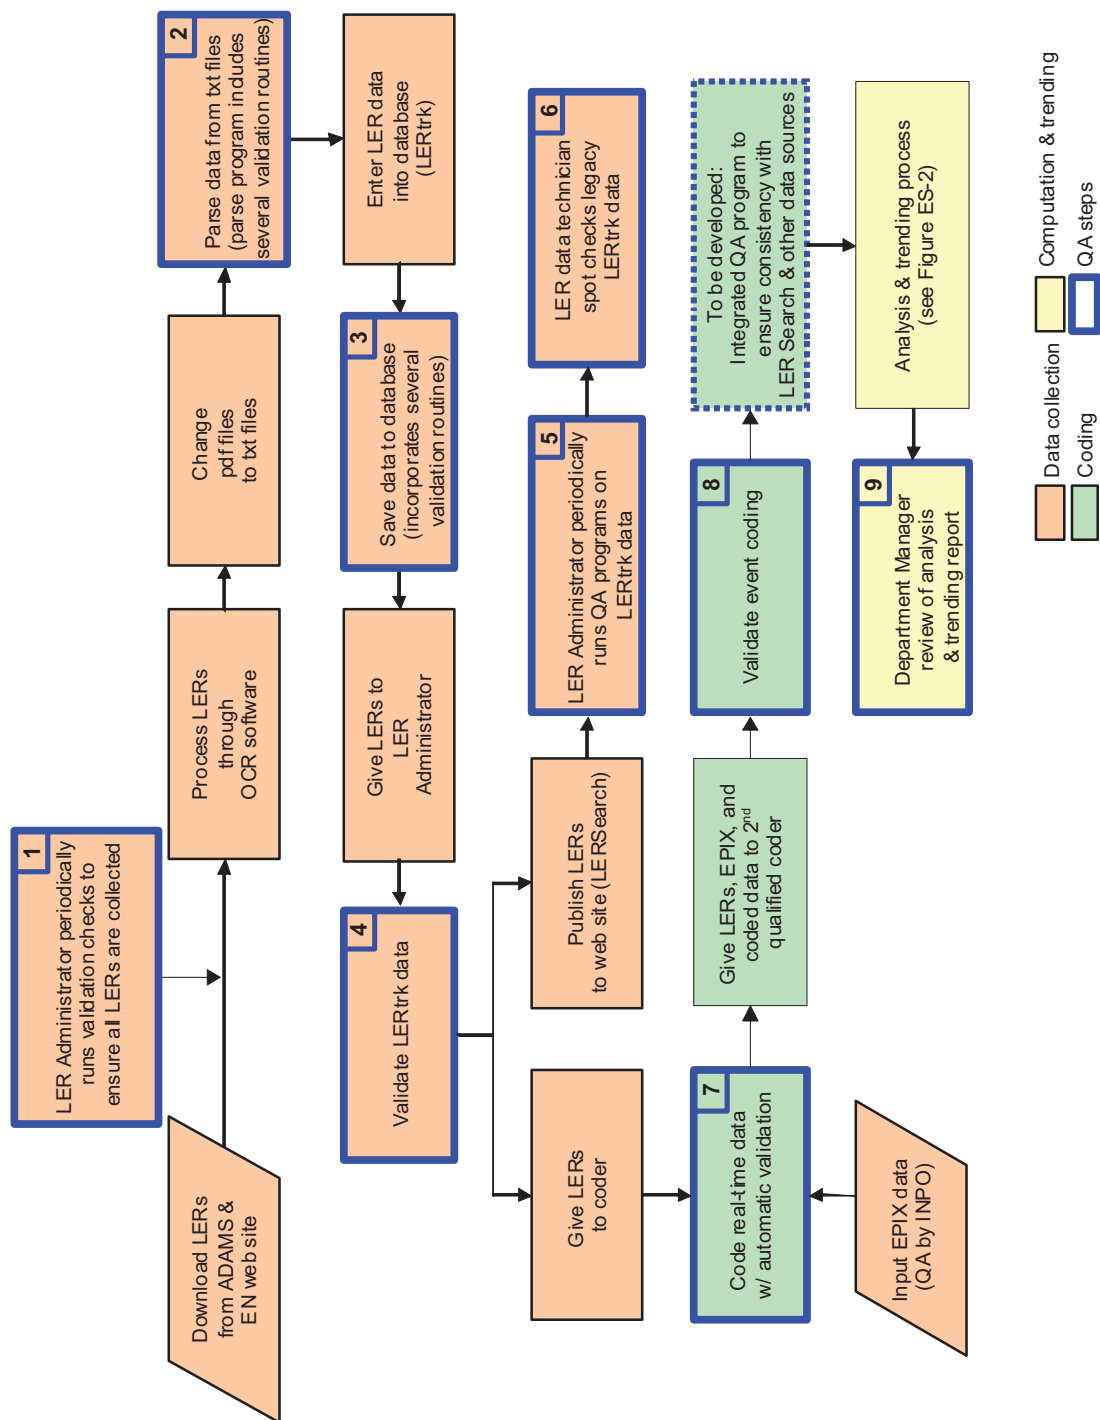 1
LER Administrator periodically
runs validation checks to
ensure all LERs are collected
Download LERs
from ADAMS &
EN web site
Process LERs
through
OCR software
Change
pdf files
to txt files
2
Parse data from txt files
(parse program includes
several validation routines)
Enter LER data
into database
(LERtrk)
3
Save data to database
(incorporates several
validation routines)
Give LERs to
LER
Administrator
4
Validate LERtrk data
Give LERs
to coder
Publish LERs
to web site (LERSearch)
5
LER Administrator periodically
runs QA programs on
LERtrk data
6
LER data technician
spot checks legacy
LERtrk data
7
Code real-time data
w/ automatic validation
Give LERs, EPIX, and
coded data to 2nd
qualified coder
8
Validate event coding
To be developed:
Integrated QA program to
ensure consistency with
LER Search & other data sources
Input EPIX data
(QA by INPO)
9
Department Manager
review of analysis
& trending report
Analysis & trending process
(see Figure ES-2)
Data collection
Computation & trending
Coding
QA steps